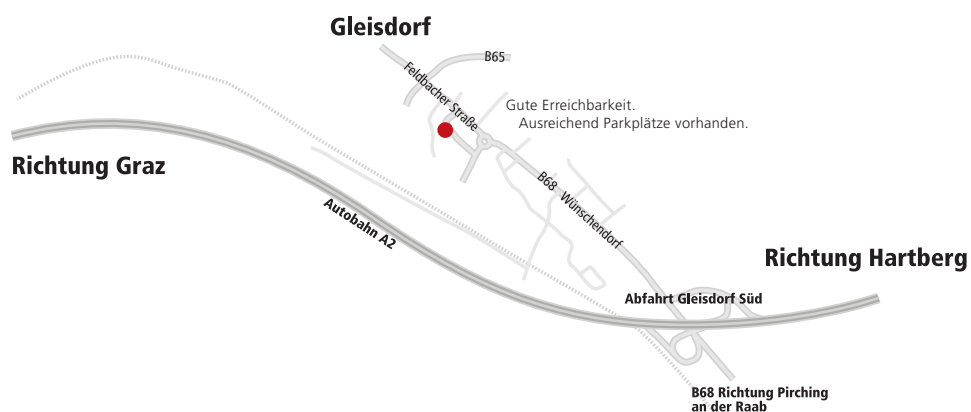 Gleisdorf
B65
Feldbacher Straße
Gute Erreichbarkeit.
Ausreichend Parkplätze vorhanden.
Richtung Graz
B68 Wünschendorf
Autobahn A2
Richtung Hartberg
Abfahrt Gleisdorf Süd
B68 Richtung Pirching
an der Raab